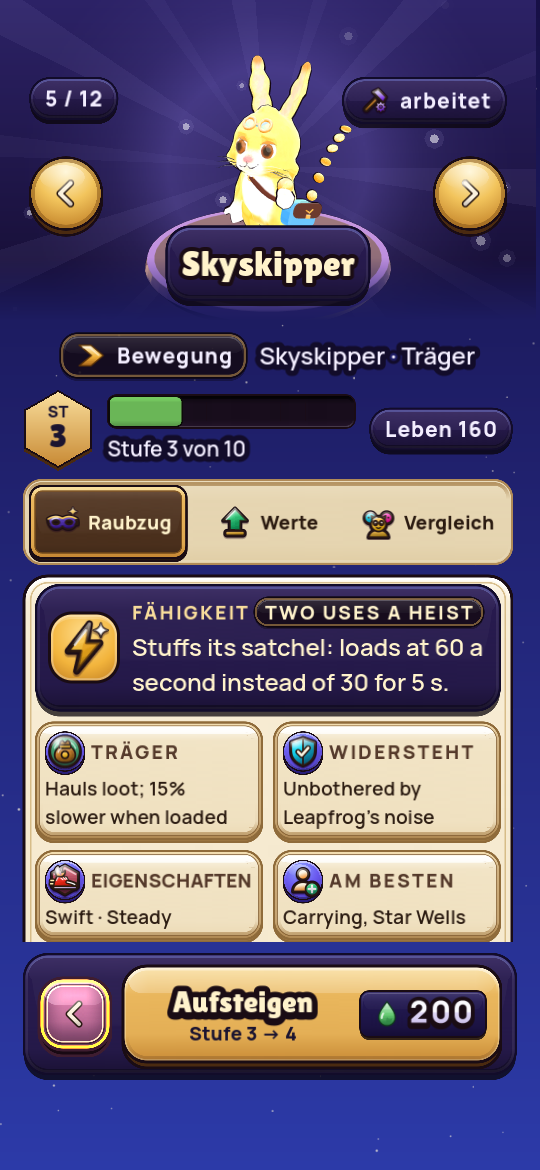 5 / 12
arbeitet
Skyskipper
Bewegung
Skyskipper · Träger
ST
3
Stufe 3 von 10
Leben 160
Raubzug
Werte
Vergleich
FÄHIGKEIT TWO USES A HEIST
Stuffs its satchel: loads at 60 a
second instead of 30 for 5 s.
TRÄGER
Hauls loot; 15%
slower when loaded
WIDERSTEHT
Unbothered by
Leapfrog's noise
EIGENSCHAFTEN
Swift · Steady
AM BESTEN
Carrying, Star Wells
Aufsteigen
Stufe 3 → 4
200